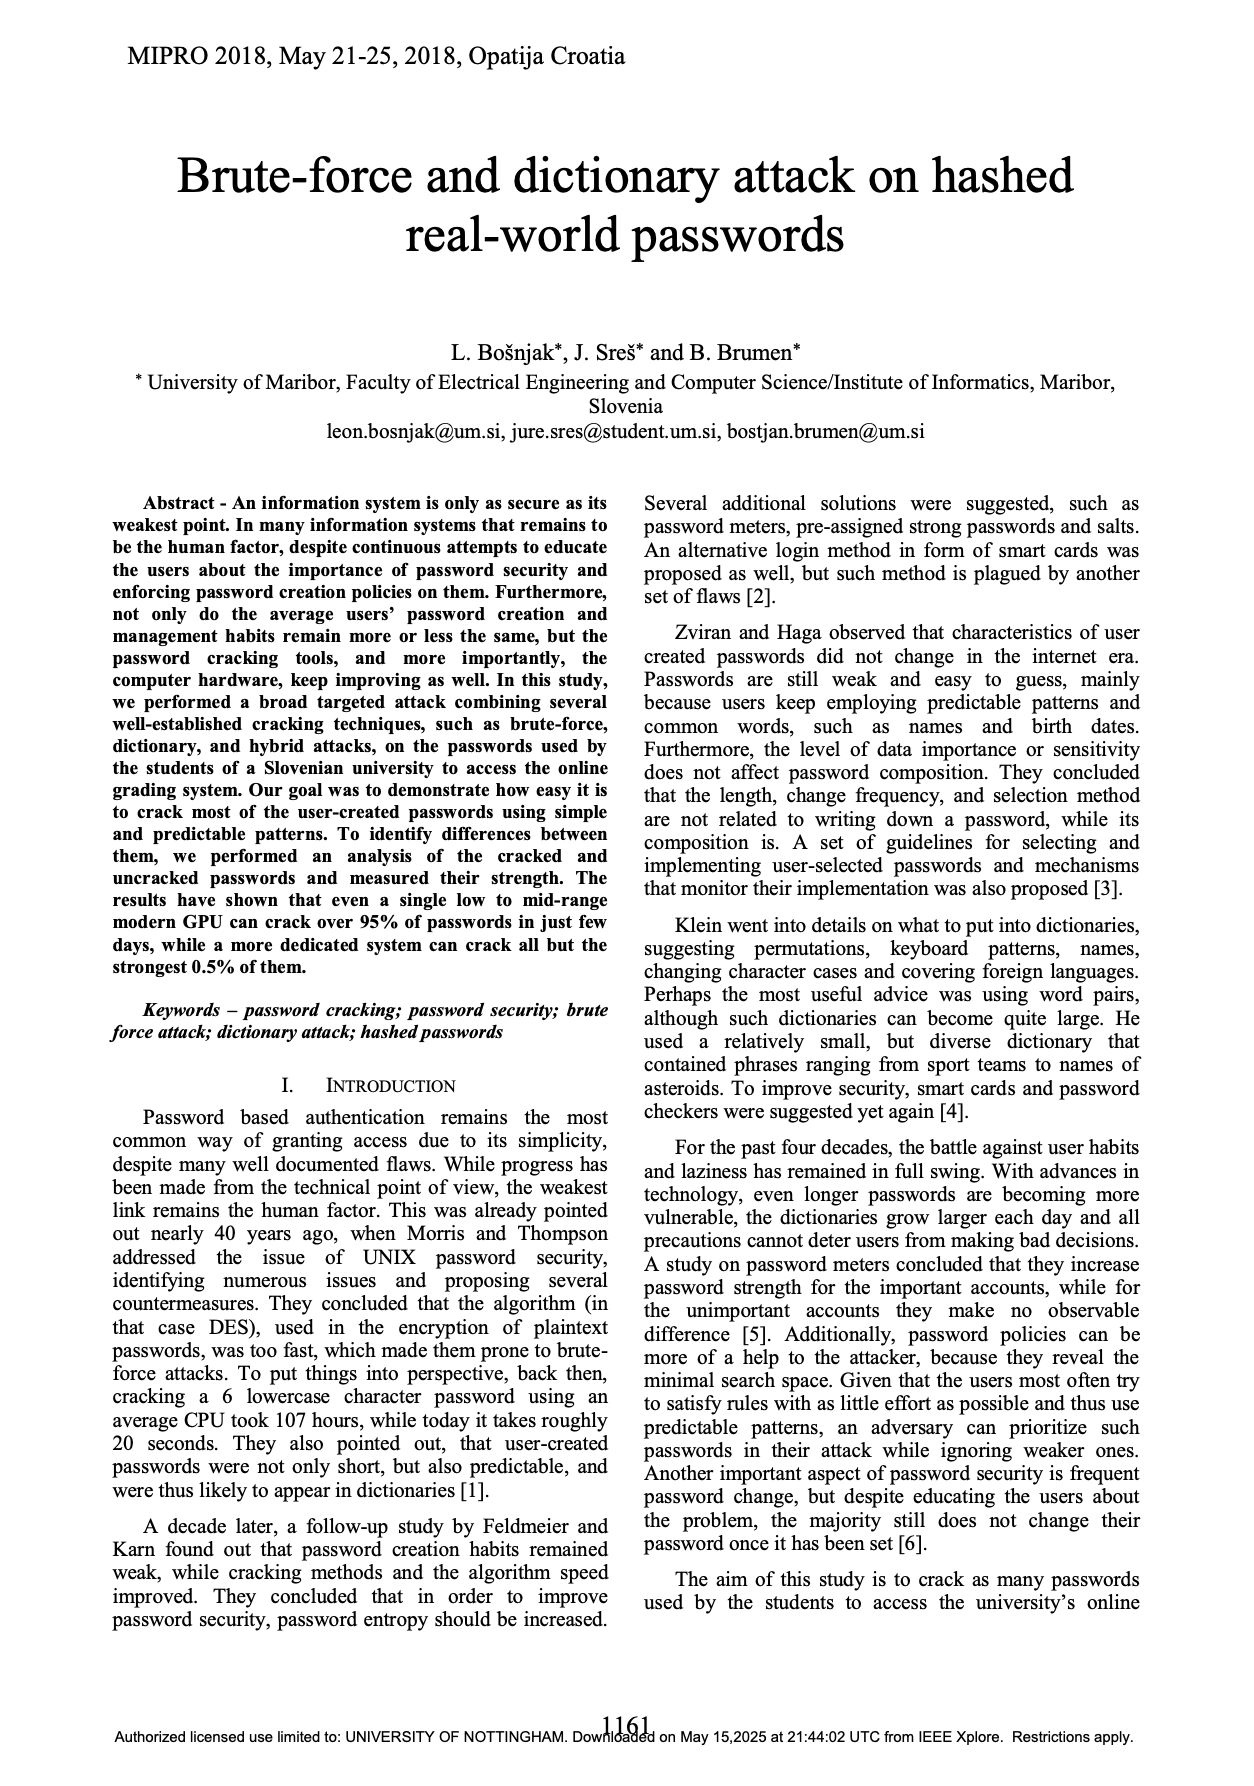 MIPRO 2018, May 21-25, 2018, Opatija Croatia
Brute-force and dictionary attack on hashed
real-world passwords
L. Bošnjak*, J. Sreš* and B. Brumen*
* University of Maribor, Faculty of Electrical Engineering and Computer Science/Institute of Informatics, Maribor,
Slovenia
leon.bosnjak@um.si, jure.sres@student.um.si, bostjan.brumen@um.si
Abstract - An information system is only as secure as its
weakest point. In many information systems that remains to
be the human factor, despite continuous attempts to educate
the users about the importance of password security and
enforcing password creation policies on them. Furthermore,
not only do the average users’ password creation and
management habits remain more or less the same, but the
password cracking tools, and more importantly, the
computer hardware, keep improving as well. In this study,
we performed a broad targeted attack combining several
well-established cracking techniques, such as brute-force,
dictionary, and hybrid attacks, on the passwords used by
the students of a Slovenian university to access the online
grading system. Our goal was to demonstrate how easy it is
to crack most of the user-created passwords using simple
and predictable patterns. To identify differences between
them, we performed an analysis of the cracked and
uncracked passwords and measured their strength. The
results have shown that even a single low to mid-range
modern GPU can crack over 95% of passwords in just few
days, while a more dedicated system can crack all but the
strongest 0.5% of them.
Keywords – password cracking; password security; brute
force attack; dictionary attack; hashed passwords
I. INTRODUCTION
Password based authentication remains the most
common way of granting access due to its simplicity,
despite many well documented flaws. While progress has
been made from the technical point of view, the weakest
link remains the human factor. This was already pointed
out nearly 40 years ago, when Morris and Thompson
addressed the issue of UNIX password security,
identifying numerous issues and proposing several
countermeasures. They concluded that the algorithm (in
that case DES), used in the encryption of plaintext
passwords, was too fast, which made them prone to brute-
force attacks. To put things into perspective, back then,
cracking a 6 lowercase character password using an
average CPU took 107 hours, while today it takes roughly
20 seconds. They also pointed out, that user-created
passwords were not only short, but also predictable, and
were thus likely to appear in dictionaries [1].
A decade later, a follow-up study by Feldmeier and
Karn found out that password creation habits remained
weak, while cracking methods and the algorithm speed
improved. They concluded that in order to improve
password security, password entropy should be increased.
Several additional solutions were suggested, such as
password meters, pre-assigned strong passwords and salts.
An alternative login method in form of smart cards was
proposed as well, but such method is plagued by another
set of flaws [2].
Zviran and Haga observed that characteristics of user
created passwords did not change in the internet era.
Passwords are still weak and easy to guess, mainly
because users keep employing predictable patterns and
common words, such as names and birth dates.
Furthermore, the level of data importance or sensitivity
does not affect password composition. They concluded
that the length, change frequency, and selection method
are not related to writing down a password, while its
composition is. A set of guidelines for selecting and
implementing user-selected passwords and mechanisms
that monitor their implementation was also proposed [3].
Klein went into details on what to put into dictionaries,
suggesting permutations, keyboard patterns, names,
changing character cases and covering foreign languages.
Perhaps the most useful advice was using word pairs,
although such dictionaries can become quite large. He
used a relatively small, but diverse dictionary that
contained phrases ranging from sport teams to names of
asteroids. To improve security, smart cards and password
checkers were suggested yet again [4].
For the past four decades, the battle against user habits
and laziness has remained in full swing. With advances in
technology, even longer passwords are becoming more
vulnerable, the dictionaries grow larger each day and all
precautions cannot deter users from making bad decisions.
A study on password meters concluded that they increase
password strength for the important accounts, while for
the unimportant accounts they make no observable
difference [5]. Additionally, password policies can be
more of a help to the attacker, because they reveal the
minimal search space. Given that the users most often try
to satisfy rules with as little effort as possible and thus use
predictable patterns, an adversary can prioritize such
passwords in their attack while ignoring weaker ones.
Another important aspect of password security is frequent
password change, but despite educating the users about
the problem, the majority still does not change their
password once it has been set [6].
The aim of this study is to crack as many passwords
used by the students to access the university’s online
1161
Authorized licensed use limited to: UNIVERSITY OF NOTTINGHAM. Downloaded on May 15,2025 at 21:44:02 UTC from IEEE Xplore. Restrictions apply.